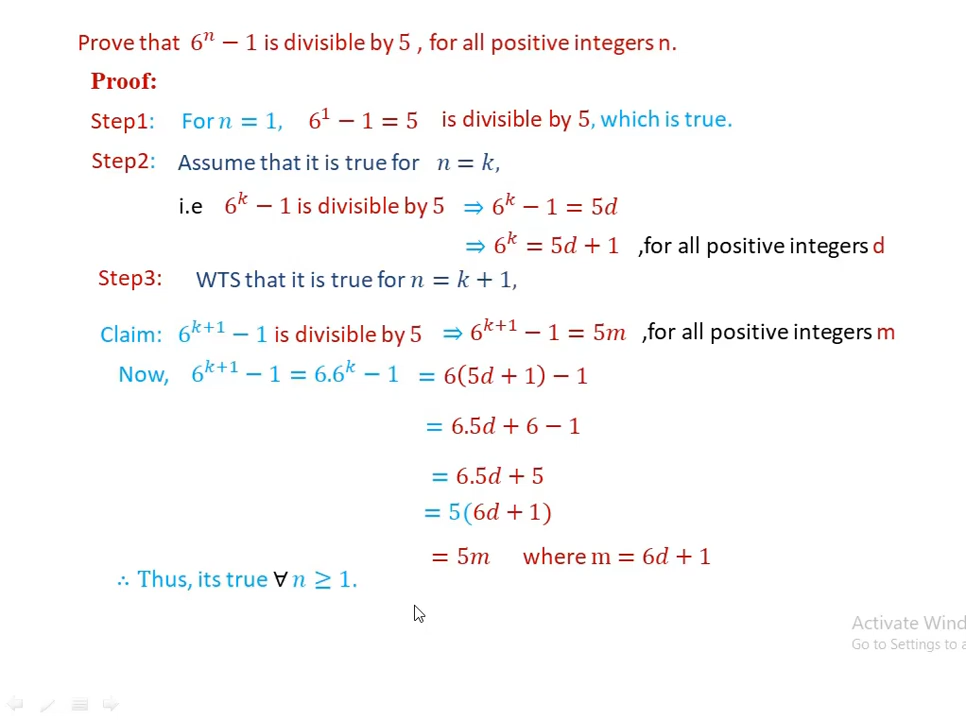 Prove that 6ⁿ − 1 is divisible by 5 , for all positive integers n.
Proof:
Step1: For n = 1, 6¹ − 1 = 5 is divisible by 5, which is true.
Step2: Assume that it is true for n = k,
i.e 6ᵏ − 1 is divisible by 5 ⇒ 6ᵏ − 1 = 5d
⇒ 6ᵏ = 5d + 1 ,for all positive integers d
Step3: WTS that it is true for n = k + 1,
Claim: 6ᵏ⁺¹ − 1 is divisible by 5 ⇒ 6ᵏ⁺¹ − 1 = 5m ,for all positive integers m
Now, 6ᵏ⁺¹ − 1 = 6.6ᵏ − 1 = 6(5d + 1) − 1
= 6.5d + 6 − 1
= 6.5d + 5
= 5(6d + 1)
= 5m where m = 6d + 1
∴ Thus, its true ∀ n ≥ 1.
Activate Wind
Go to Settings to a